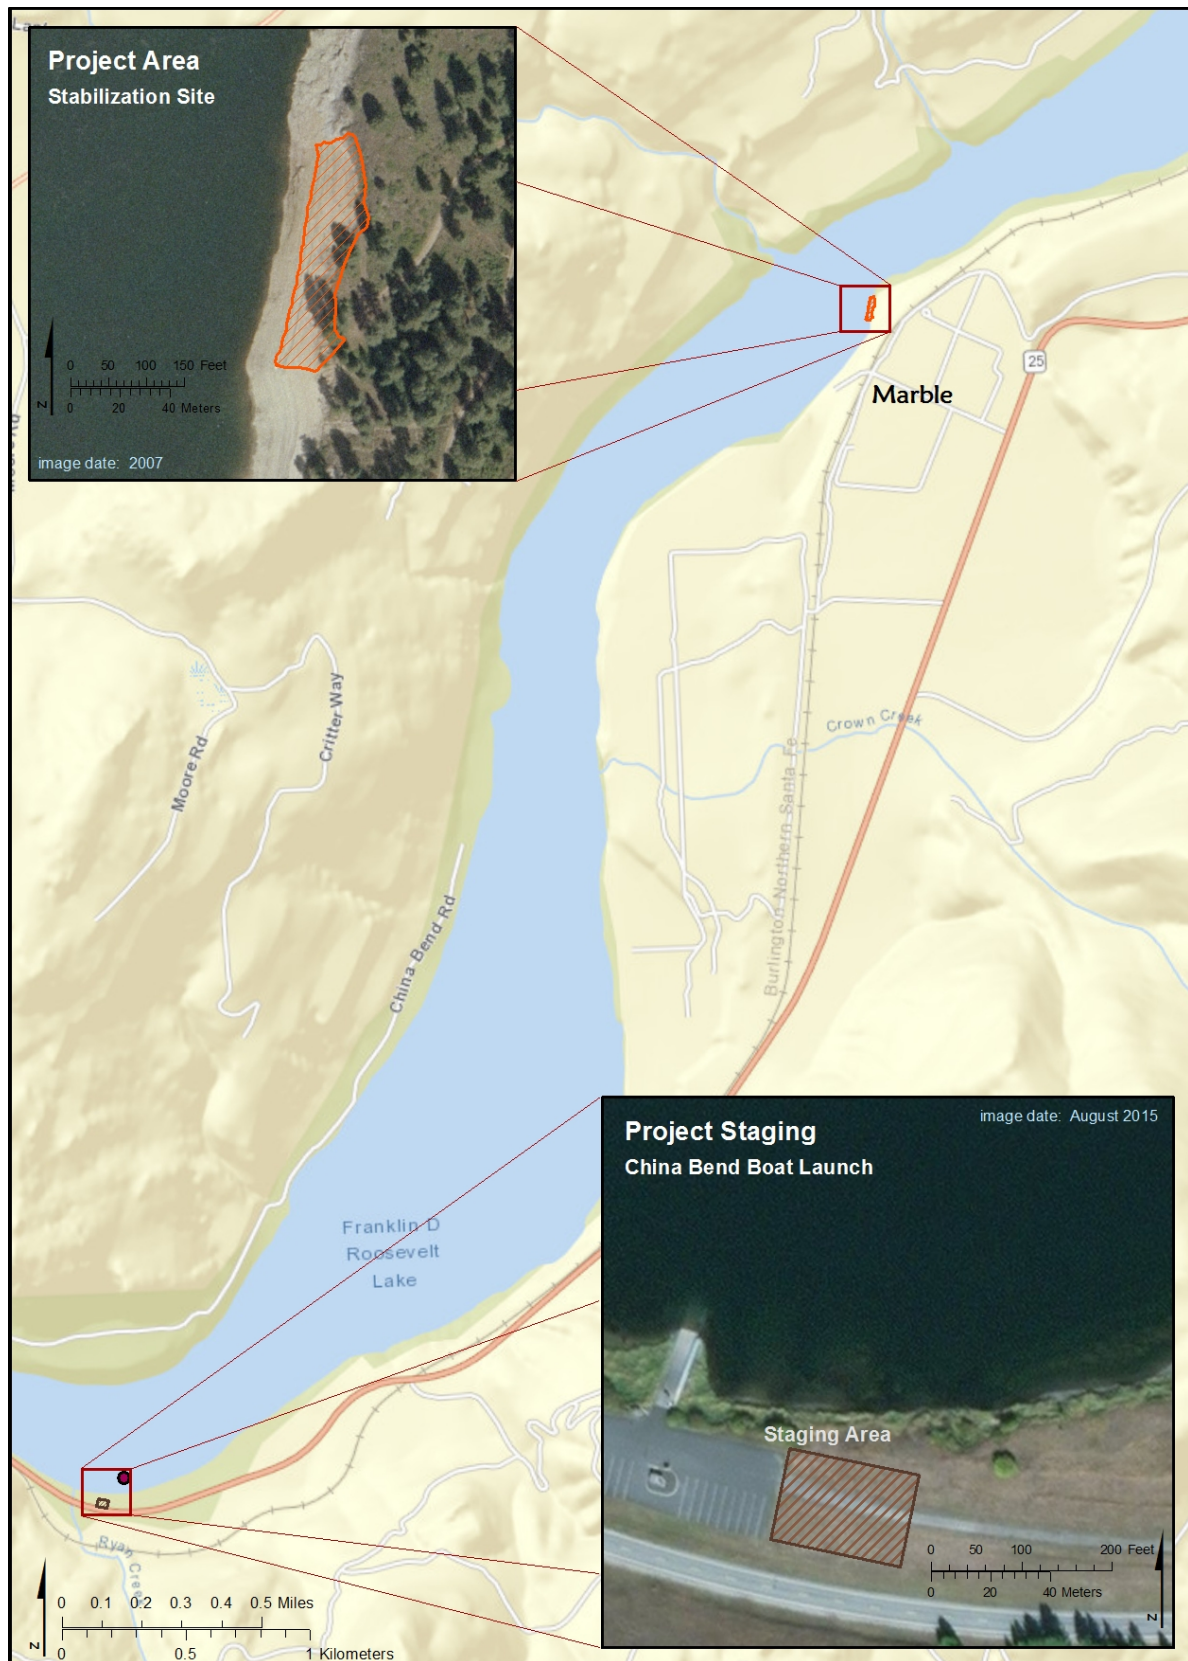 Project Area
Stabilization Site
0 50 100 150 Feet
0 20 40 Meters
N
image date: 2007
25
Marble
Moore Rd
Critter Way
Crown Creek
Burlington Northern Santa Fe
China Bend Rd
Franklin D
Roosevelt
Lake
Project Staging
China Bend Boat Launch
image date: August 2015
Staging Area
0 50 100 200 Feet
0 20 40 Meters
N
Ryan Creek
0 0.1 0.2 0.3 0.4 0.5 Miles
0 0.5 1 Kilometers
N